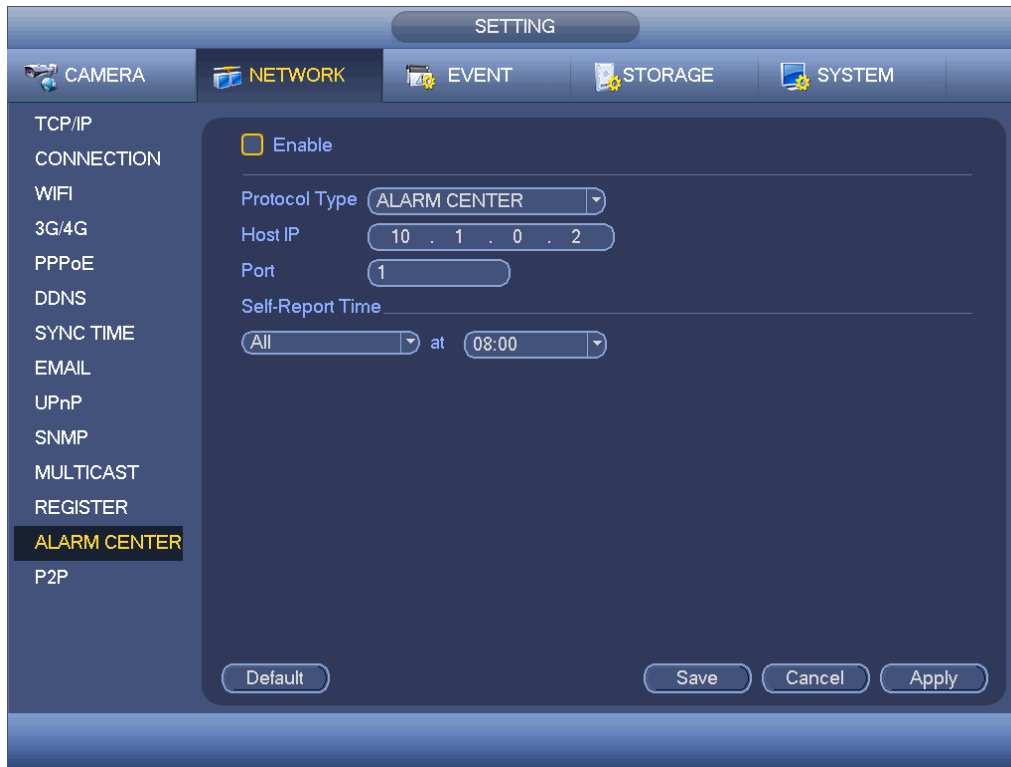 SETTING
CAMERA NETWORK EVENT STORAGE SYSTEM
TCP/IP
CONNECTION
WIFI
3G/4G
PPPoE
DDNS
SYNC TIME
EMAIL
UPnP
SNMP
MULTICAST
REGISTER
ALARM CENTER
P2P
Enable
Protocol Type ALARM CENTER
Host IP 10 . 1 . 0 . 2
Port 1
Self-Report Time
All at 08:00
Default Save Cancel Apply